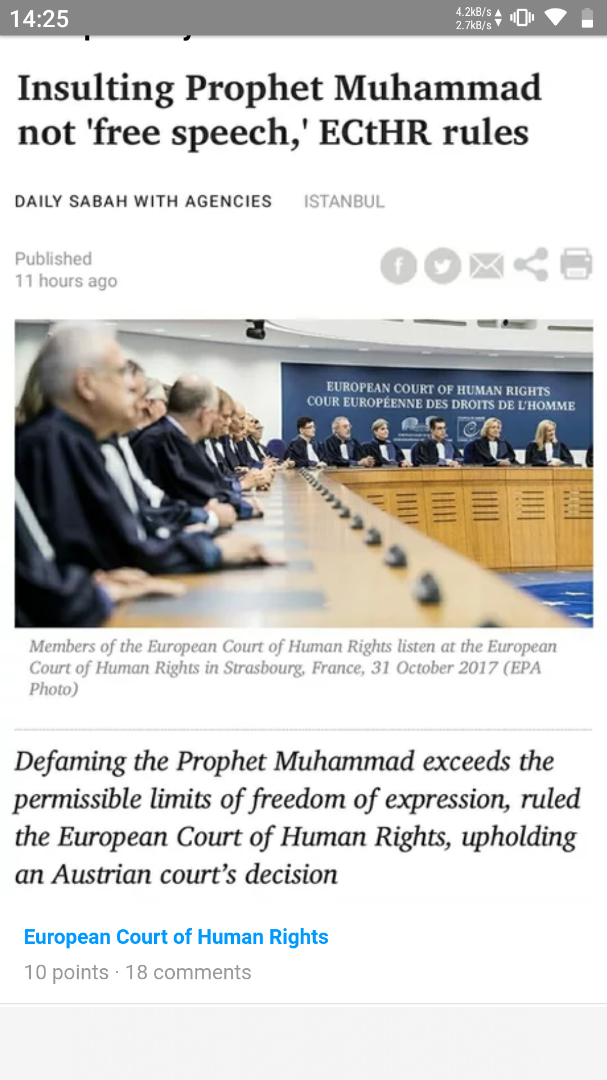 14:25
4.2kB/s
2.7kB/s
Insulting Prophet Muhammad
not 'free speech,' ECtHR rules
DAILY SABAH WITH AGENCIES ISTANBUL
Published
11 hours ago
EUROPEAN COURT OF HUMAN RIGHTS
COUR EUROPÉENNE DES DROITS DE L'HOMME
Members of the European Court of Human Rights listen at the European
Court of Human Rights in Strasbourg, France, 31 October 2017 (EPA
Photo)
Defaming the Prophet Muhammad exceeds the
permissible limits of freedom of expression, ruled
the European Court of Human Rights, upholding
an Austrian court’s decision
European Court of Human Rights
10 points · 18 comments